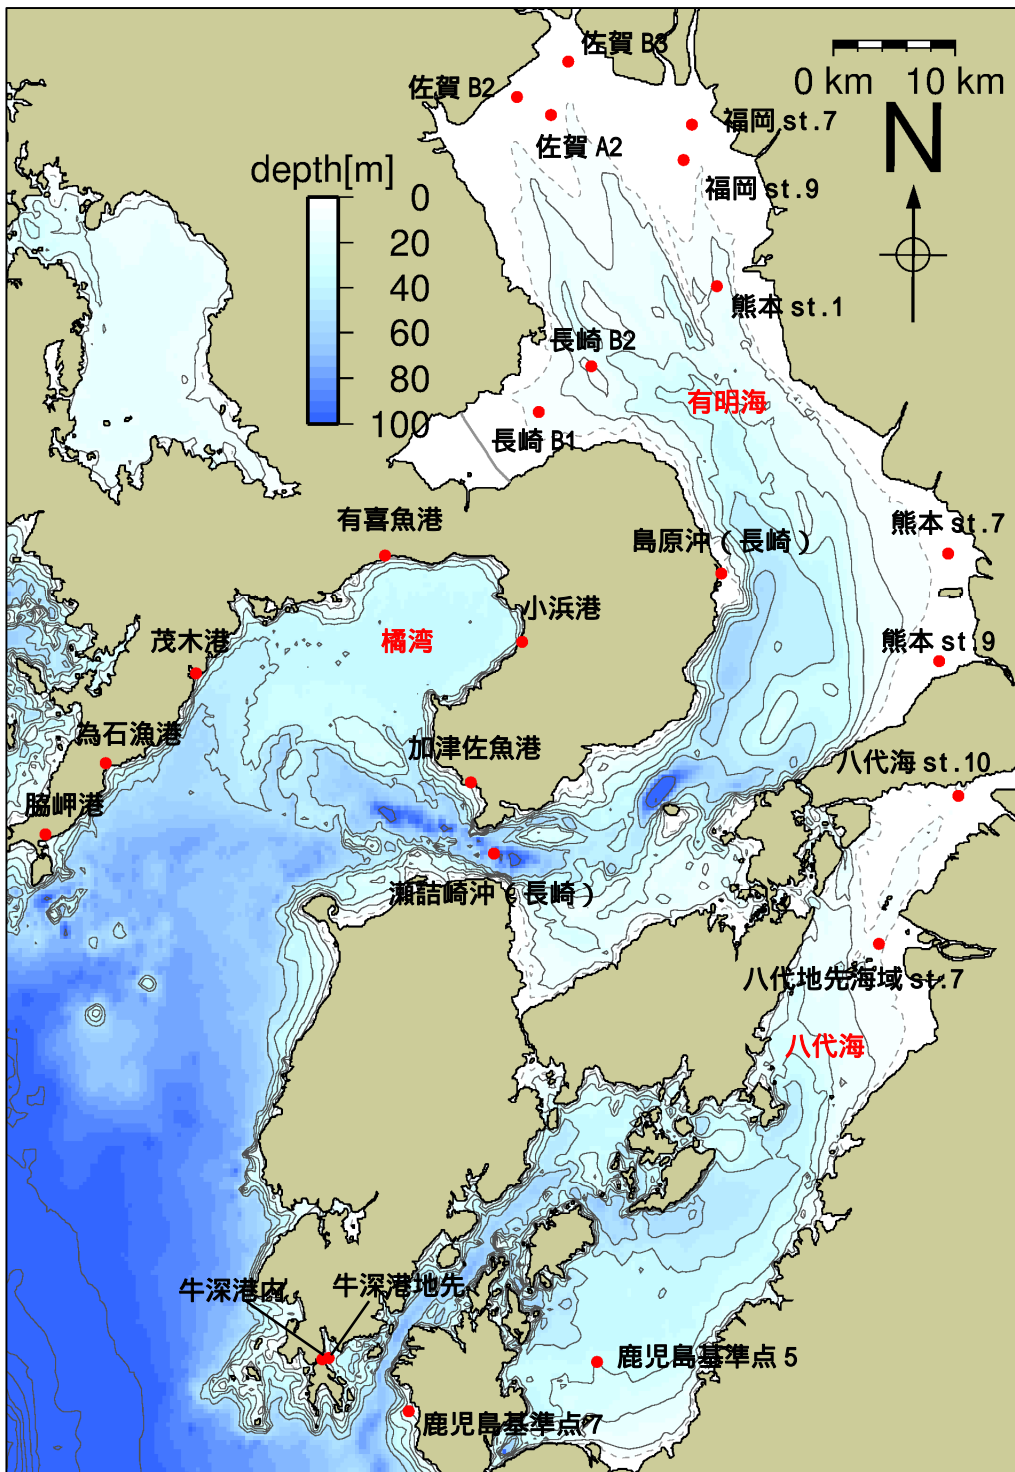 佐賀 B3
0 km 10 km
佐賀 B2
福岡 st.7
佐賀 A2
N
depth[m]
福岡 st.9
0
20
40
60
80
100
熊本 st.1
長崎 B2
有明海
長崎 B1
有喜魚港
島原沖（長崎）
熊本 st.7
小浜港
橘湾
茂木港
熊本 st.9
為石漁港
加津佐魚港
八代海 st.10
脇岬港
瀬詰崎沖（長崎）
八代地先海域 st.7
八代海
牛深港内
牛深港地先
鹿児島基準点 5
鹿児島基準点 7